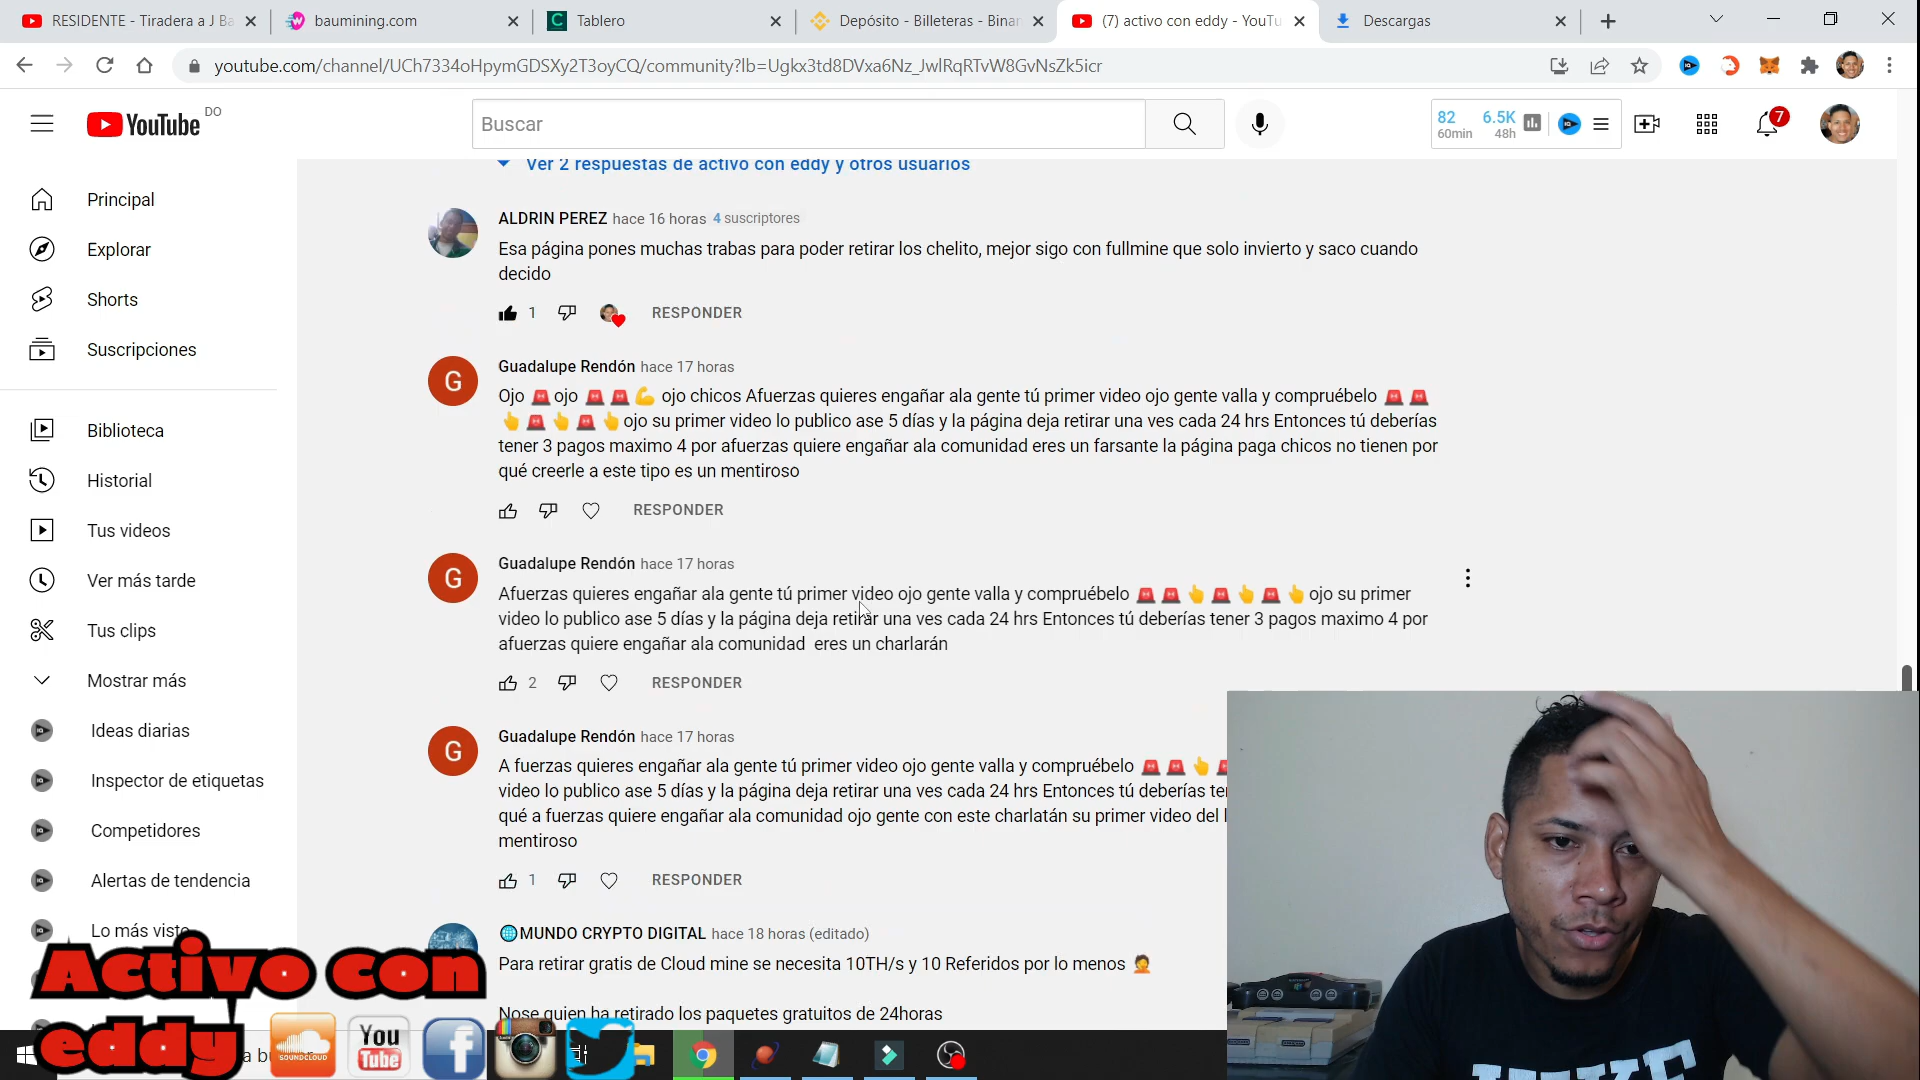 RESIDENTE - Tiradera a J Ba
baumining.com
Tablero
Depósito - Billeteras - Binan
(7) activo con eddy - YouTu
Descargas
youtube.com/channel/UCh7334oHpymGDSXy2T3oyCQ/community?lb=Ugkx3td8DVxa6Nz_JwlRqRTvW8GvNsZk5icr
YouTube DO
Buscar
82 6.5K
60min 48h
7
Principal
Explorar
Shorts
Suscripciones
Biblioteca
Historial
Tus videos
Ver más tarde
Tus clips
Mostrar más
Ideas diarias
Inspector de etiquetas
Competidores
Alertas de tendencia
Lo más visto
Ver 2 respuestas de activo con eddy y otros usuarios
ALDRIN PEREZ hace 16 horas 4 suscriptores
Esa página pones muchas trabas para poder retirar los chelito, mejor sigo con fullmine que solo invierto y saco cuando
decido
1 RESPONDER
G
Guadalupe Rendón hace 17 horas
Ojo 🚨ojo 🚨🚨💪 ojo chicos Afuerzas quieres engañar ala gente tú primer video ojo gente valla y compruébelo 🚨🚨
👆🚨👆🚨👆ojo su primer video lo publico ase 5 días y la página deja retirar una ves cada 24 hrs Entonces tú deberías
tener 3 pagos maximo 4 por afuerzas quiere engañar ala comunidad eres un farsante la página paga chicos no tienen por
qué creerle a este tipo es un mentiroso
RESPONDER
G
Guadalupe Rendón hace 17 horas
Afuerzas quieres engañar ala gente tú primer video ojo gente valla y compruébelo 🚨🚨👆🚨👆🚨👆ojo su primer
video lo publico ase 5 días y la página deja retirar una ves cada 24 hrs Entonces tú deberías tener 3 pagos maximo 4 por
afuerzas quiere engañar ala comunidad  eres un charlarán
2 RESPONDER
G
Guadalupe Rendón hace 17 horas
A fuerzas quieres engañar ala gente tú primer video ojo gente valla y compruébelo 🚨🚨👆🚨
video lo publico ase 5 días y la página deja retirar una ves cada 24 hrs Entonces tú deberías te
qué a fuerzas quiere engañar ala comunidad ojo gente con este charlatán su primer video del
mentiroso
1 RESPONDER
🌐MUNDO CRYPTO DIGITAL hace 18 horas (editado)
Para retirar gratis de Cloud mine se necesita 10TH/s y 10 Referidos por lo menos 🤦
Nose quien ha retirado los paquetes gratuitos de 24horas
Activo con
eddy
SOUNDCLOUD
You
Tube